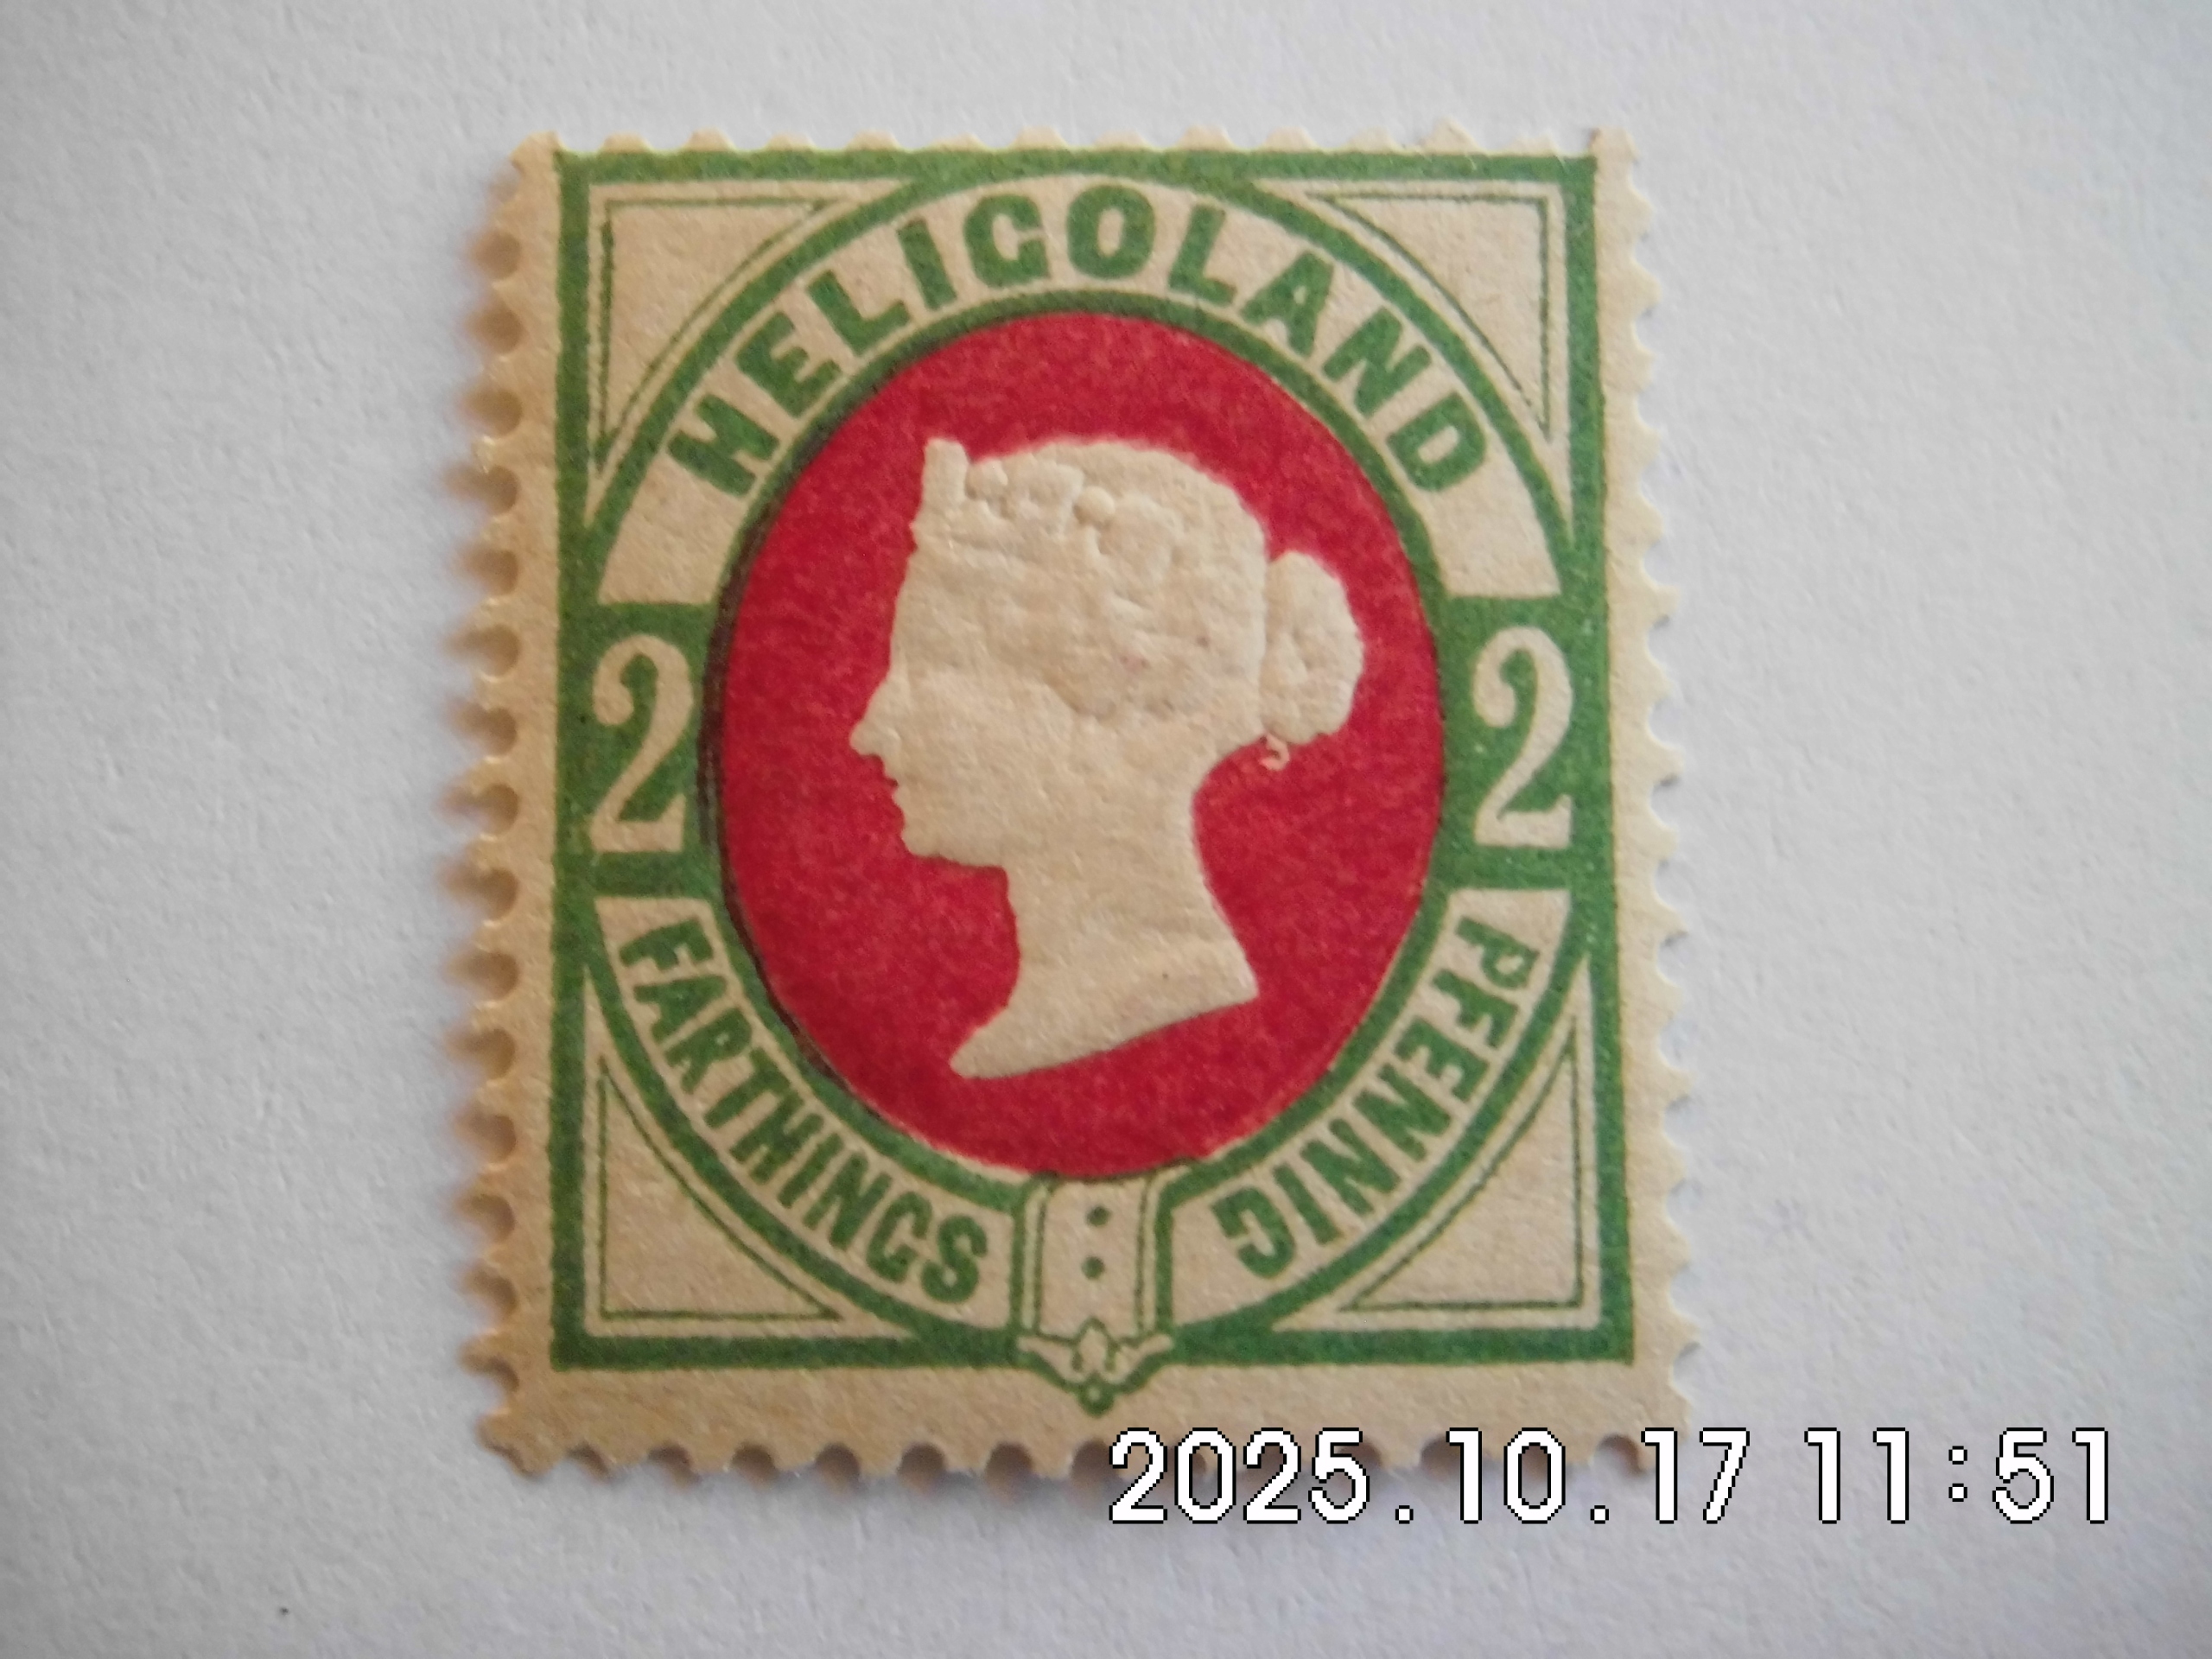 HELIGOLAND
2 2
FARTHINGS
PFENNIG
2025.10.17 11:51